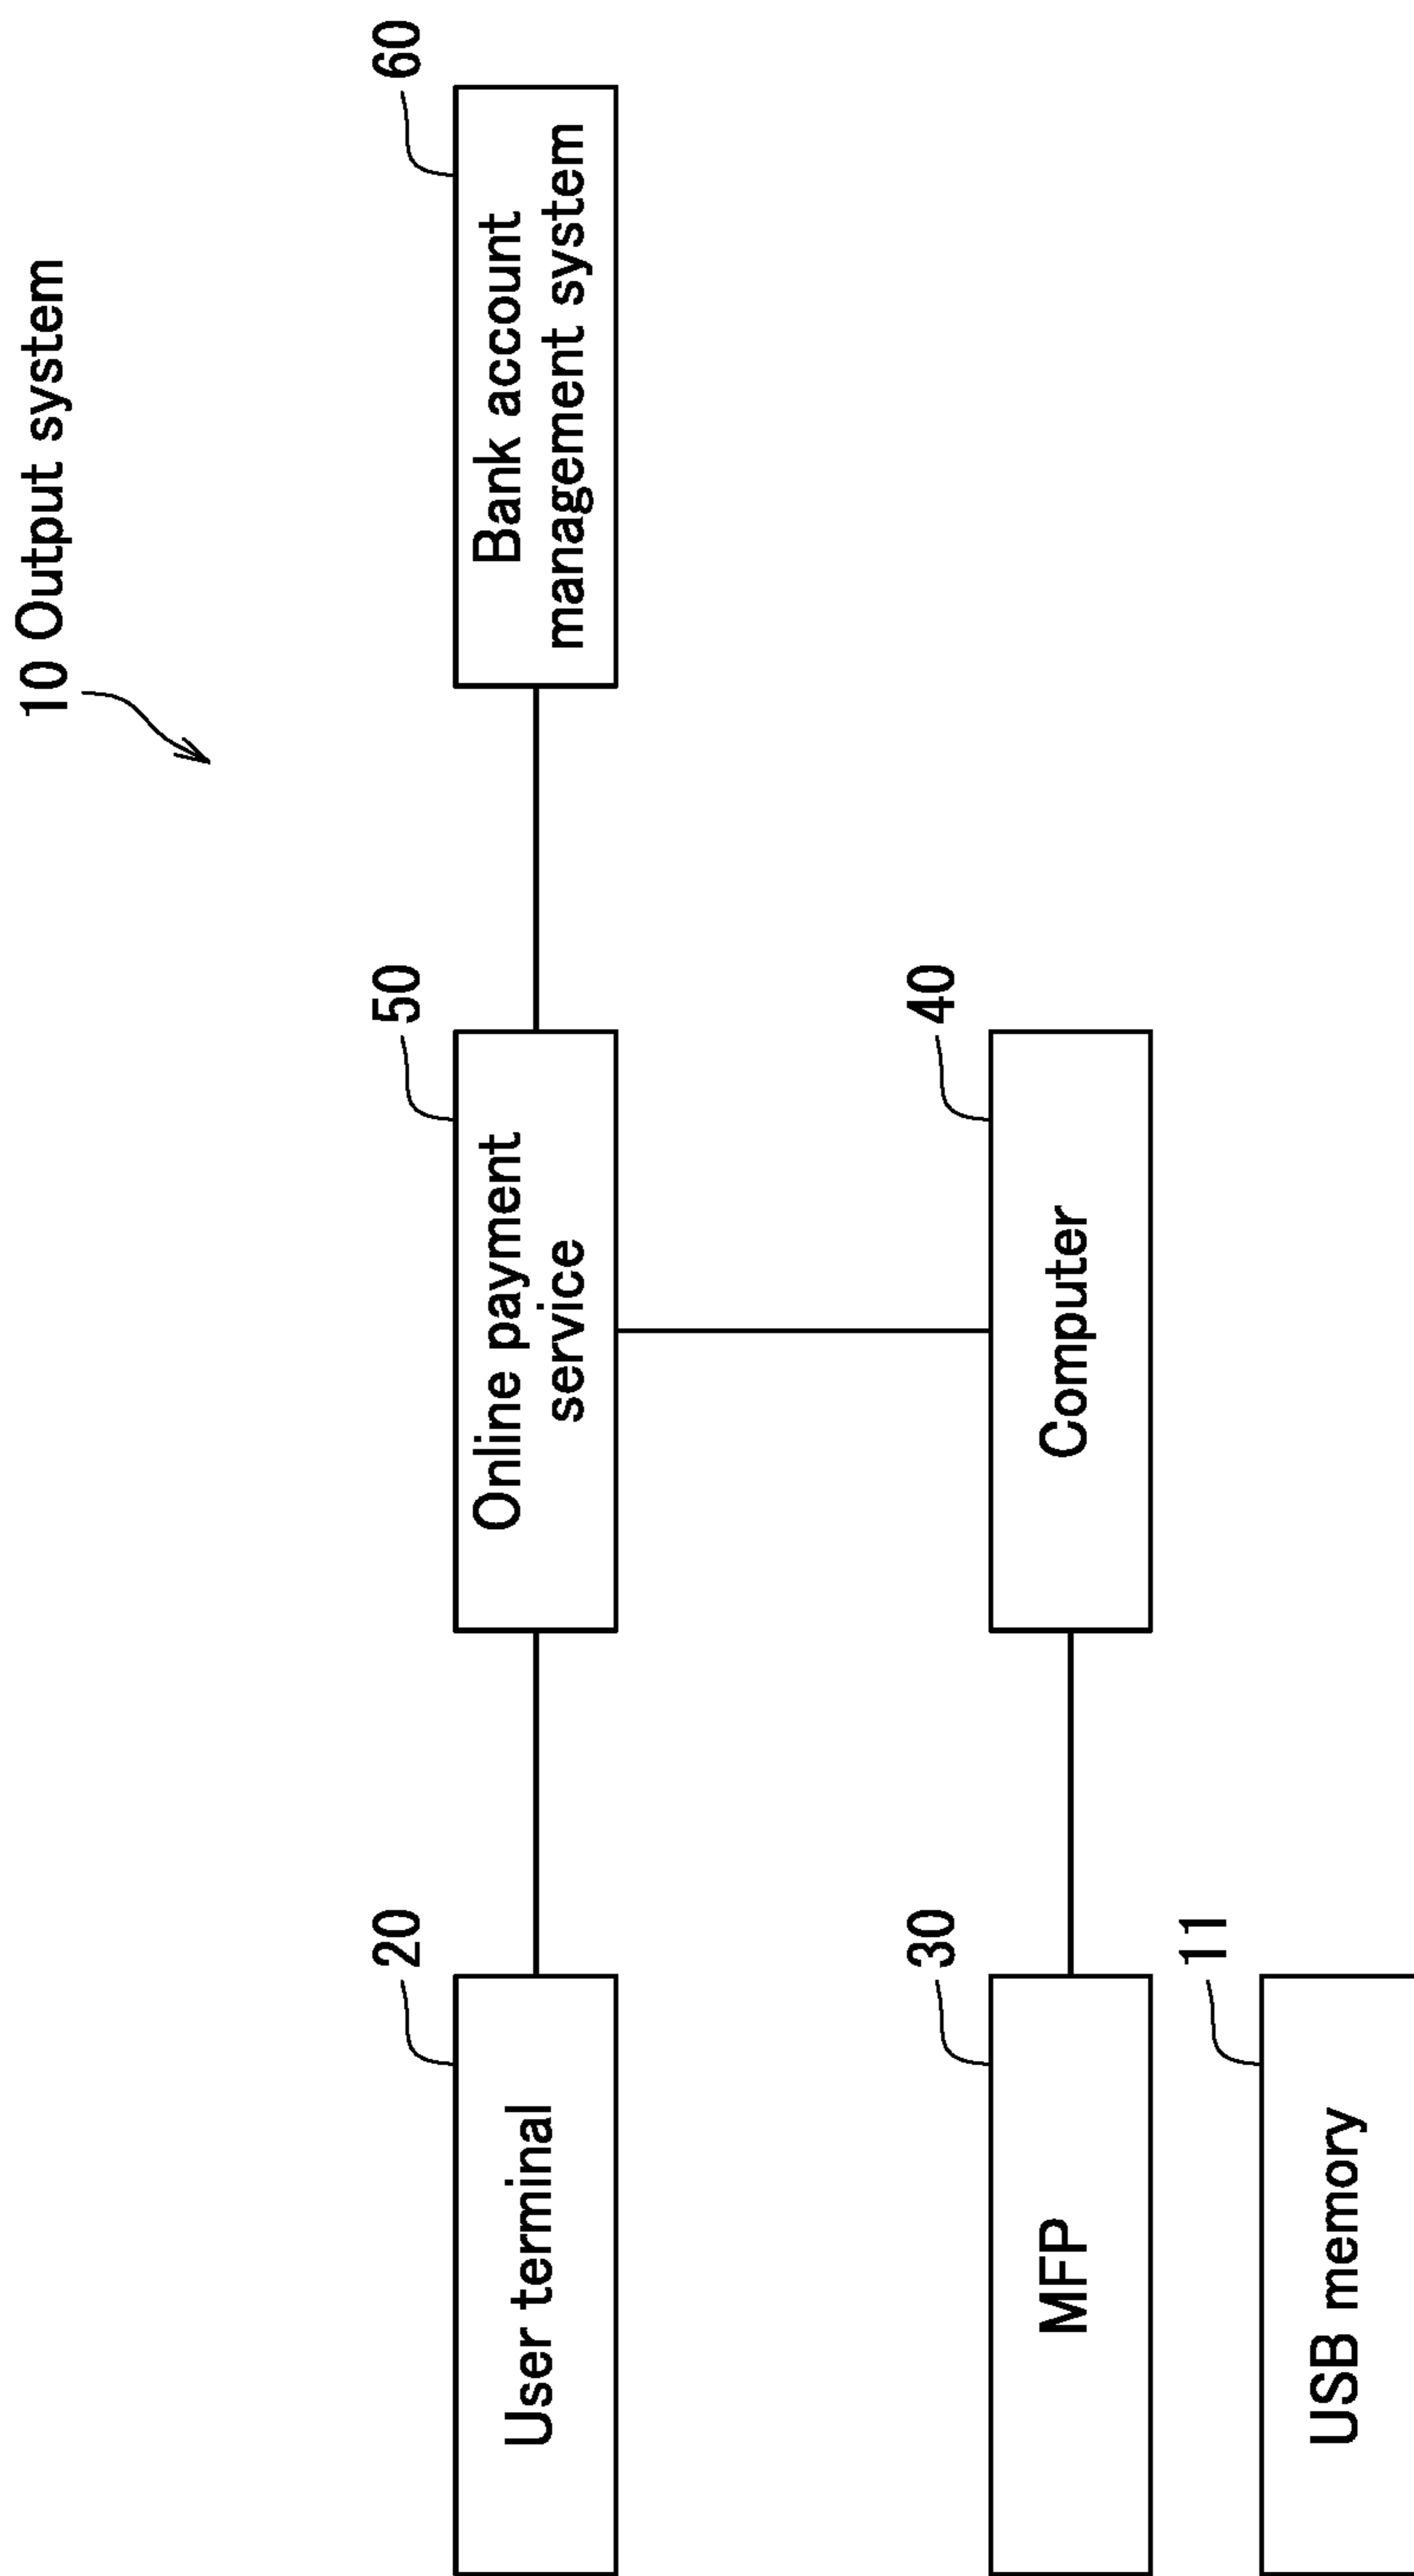 10 Output system
20
User terminal
50
Online payment
service
60
Bank account
management system
30
MFP
40
Computer
11
USB memory